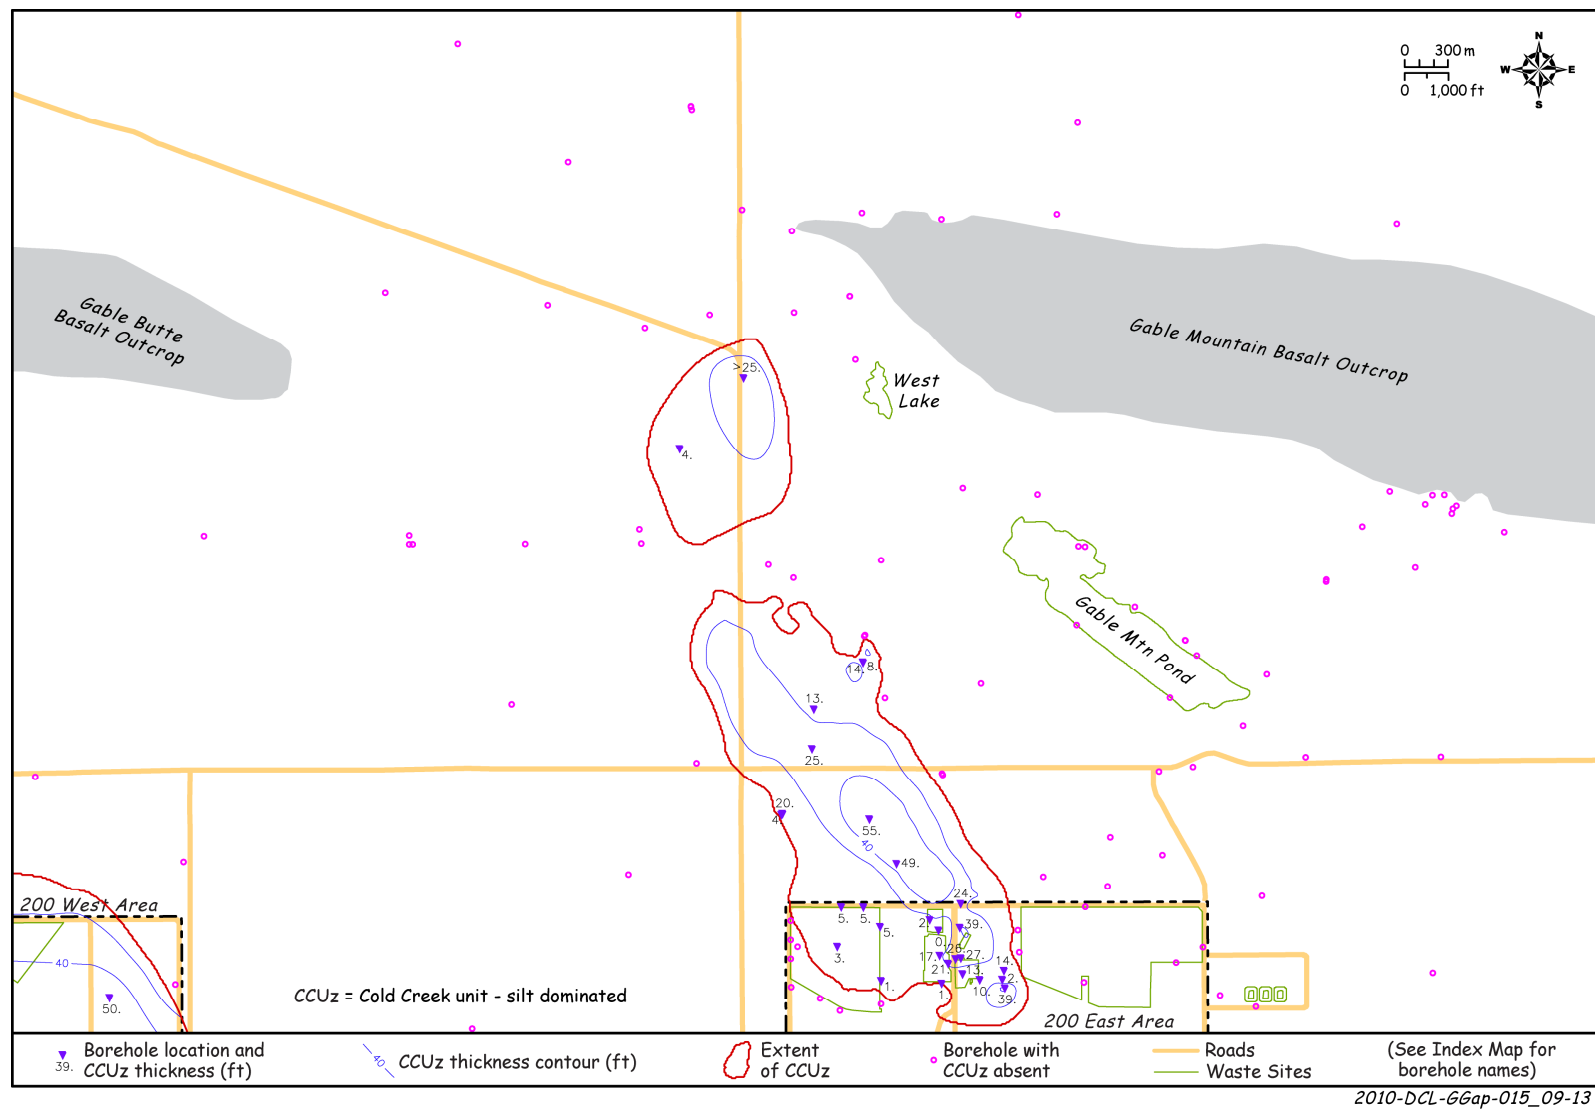 N
W E
S
0 300 m
0 1,000 ft
Gable Butte
Basalt Outcrop
Gable Mountain Basalt Outcrop
>25.
West
Lake
4.
Gable Mtn Pond
14. 8.
13.
25.
20.
4.
55.
40
49.
200 West Area
24.
5. 5.
2. 39.
5.
0.
3.
17. 27.
21. 13. 14.
40
1. 10. 2.
1. 39.
50.
CCUz = Cold Creek unit - silt dominated
200 East Area
39. Borehole location and
CCUz thickness (ft)
40 CCUz thickness contour (ft)
Extent
of CCUz
Borehole with
CCUz absent
Roads
Waste Sites
(See Index Map for
borehole names)
2010-DCL-GGap-015_09-13